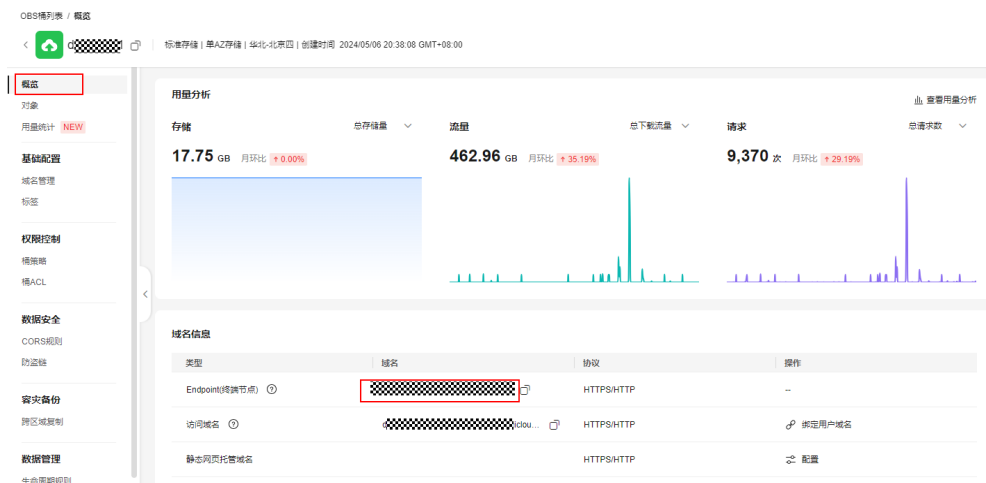 OBS桶列表 / 概览
标准存储 | 单AZ存储 | 华北-北京四 | 创建时间 2024/05/06 20:38:08 GMT+08:00
概览
对象
用量统计 NEW
基础配置
域名管理
标签
权限控制
桶策略
桶ACL
数据安全
CORS规则
防盗链
容灾备份
跨区域复制
数据管理
生命周期规则
用量分析
查看用量分析
存储 总存储量
17.75 GB 月环比 ↑ 0.00%
流量 总下载流量
462.96 GB 月环比 ↑ 35.19%
请求 总请求数
9,370 次 月环比 ↑ 29.19%
域名信息
类型 域名 协议 操作
Endpoint(终端节点) HTTPS/HTTP --
访问域名 iclou... HTTPS/HTTP 绑定用户域名
静态网页托管域名 HTTPS/HTTP 配置